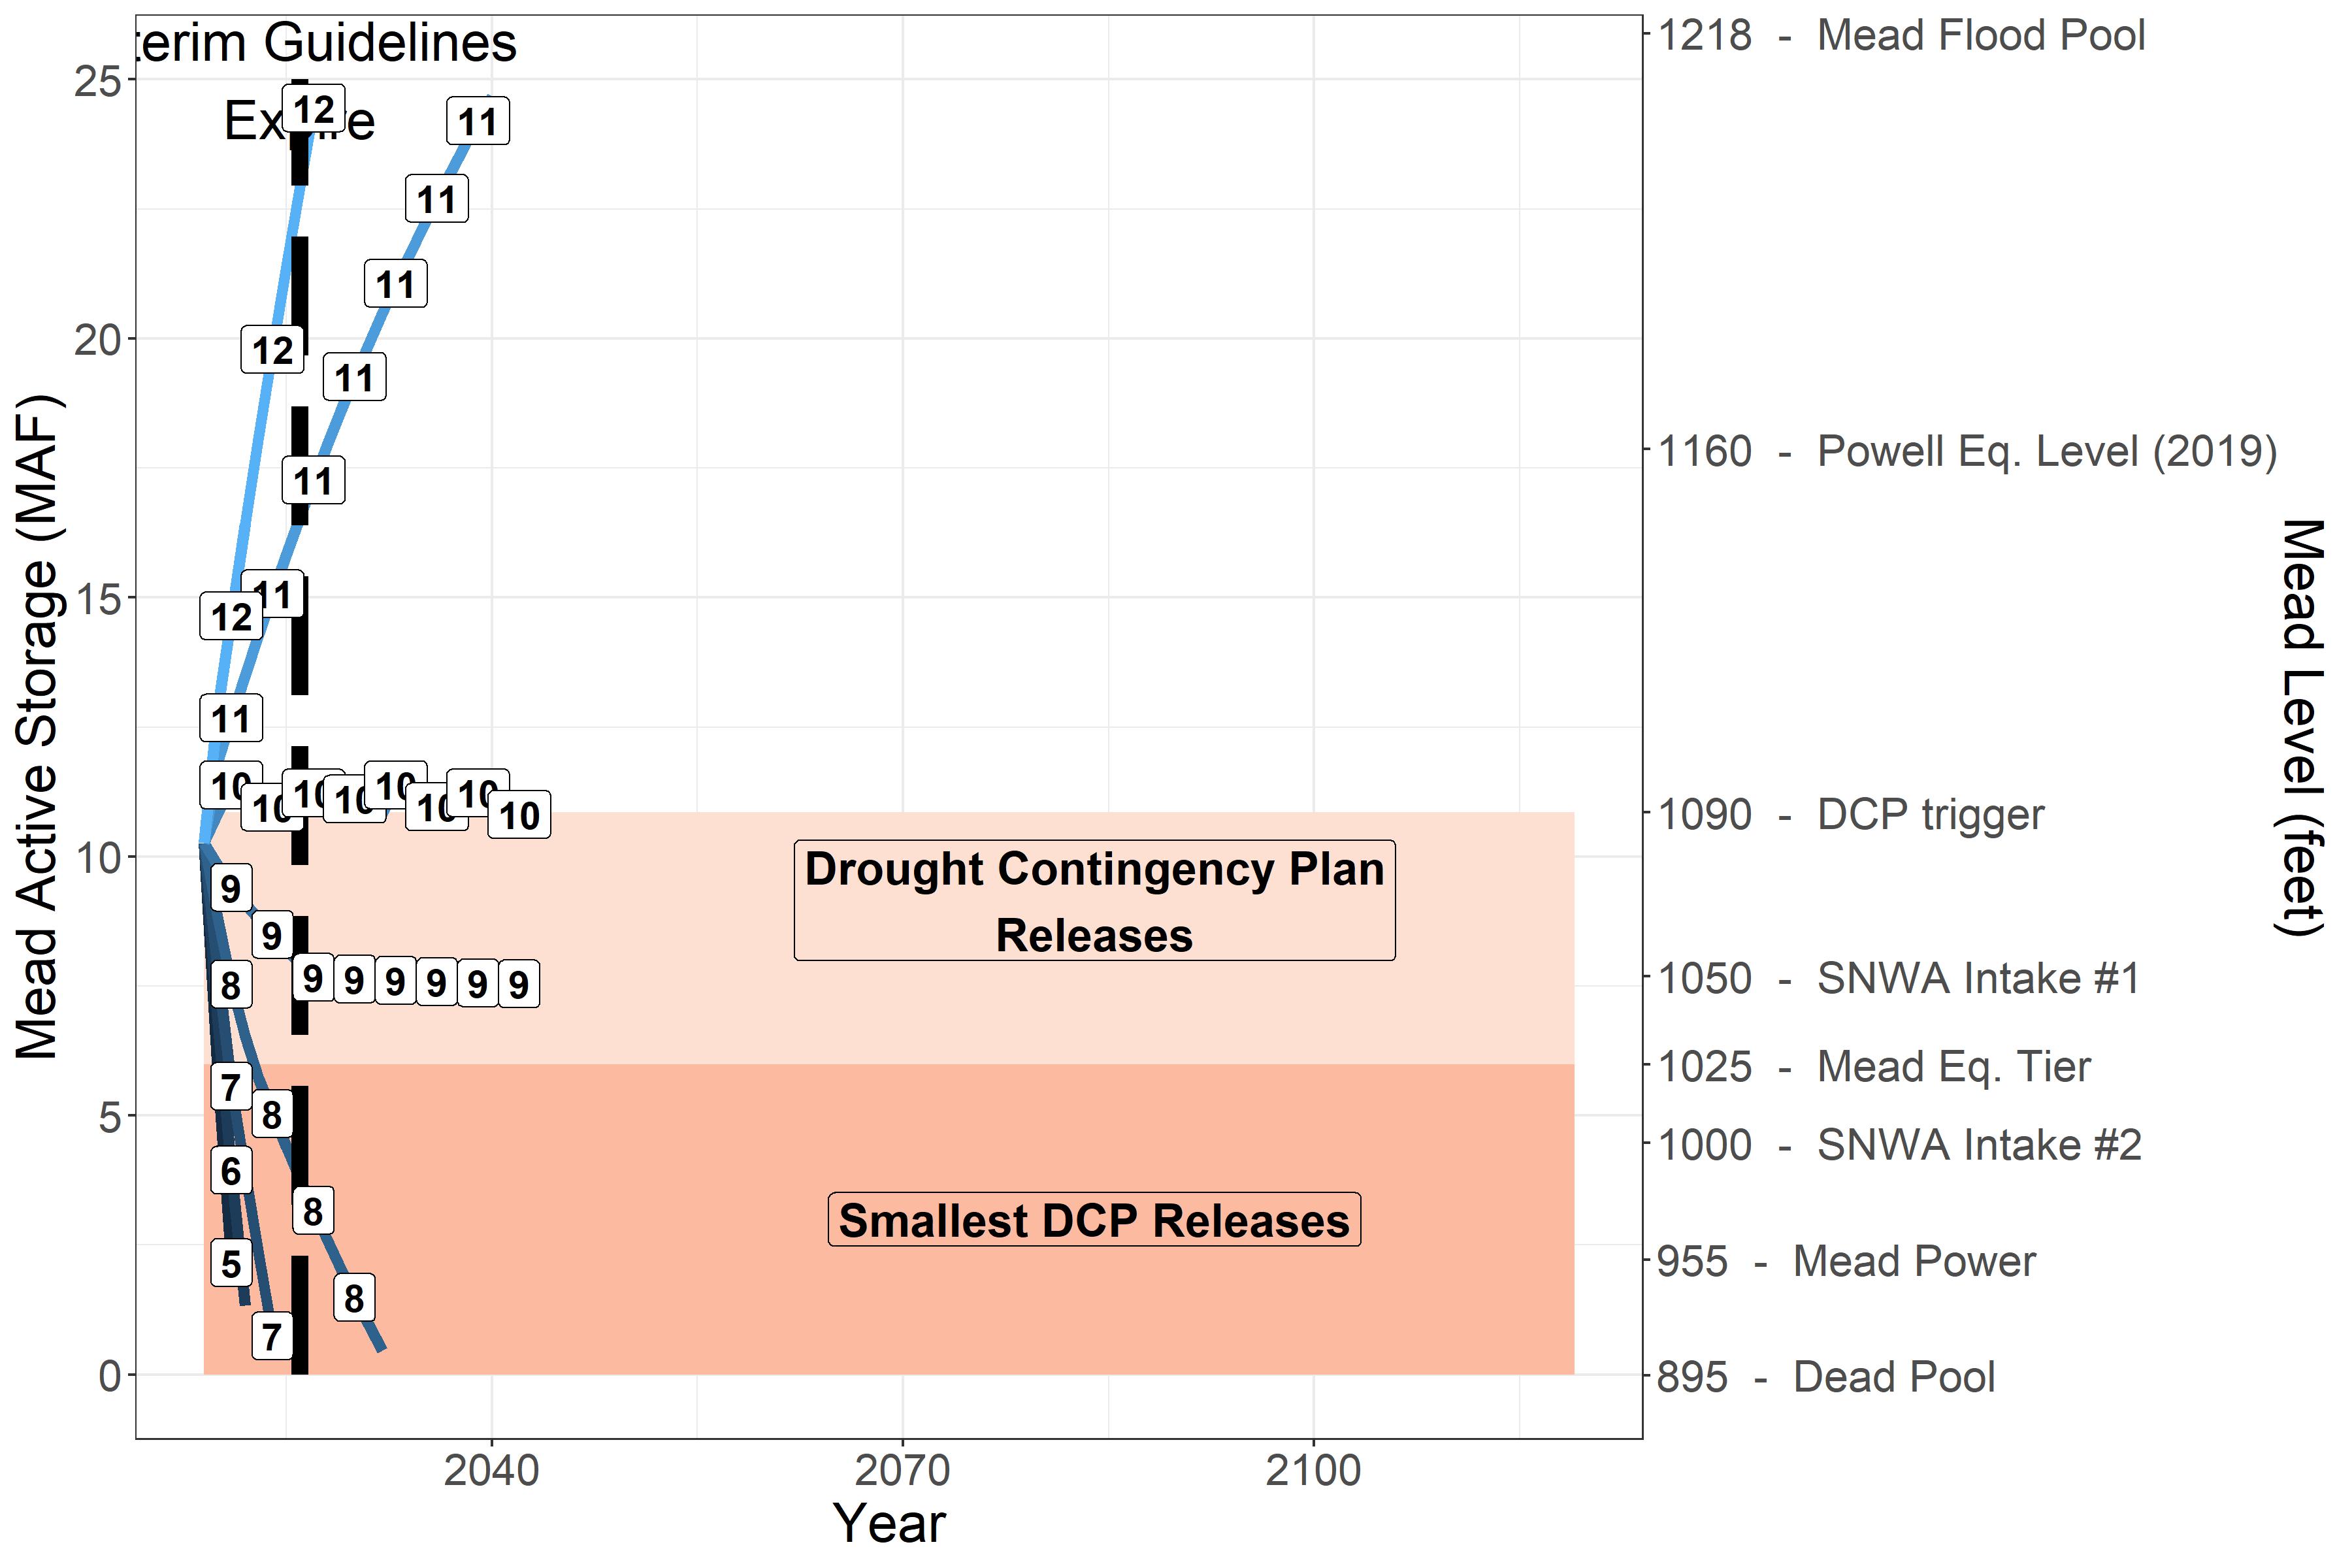 terim Guidelines
Expire
25
20
15
10
5
0
Mead Active Storage (MAF)
12
11
11
12
11
11
11
12
11
10
10
10
10
10
10
10
10
9
9
9
9
9
9
9
9
8
8
8
8
7
7
6
5
Drought Contingency Plan
Releases
Smallest DCP Releases
1218 - Mead Flood Pool
1160 - Powell Eq. Level (2019)
1090 - DCP trigger
1050 - SNWA Intake #1
1025 - Mead Eq. Tier
1000 - SNWA Intake #2
955 - Mead Power
895 - Dead Pool
Mead Level (feet)
2040
2070
2100
Year